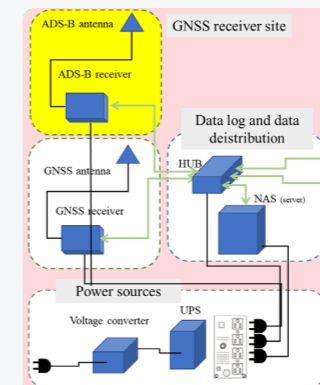 ADS-B antenna
GNSS receiver site
ADS-B receiver
Data log and data
deistribution
HUB
GNSS antenna
NAS (server)
GNSS receiver
Power sources
UPS
Voltage converter